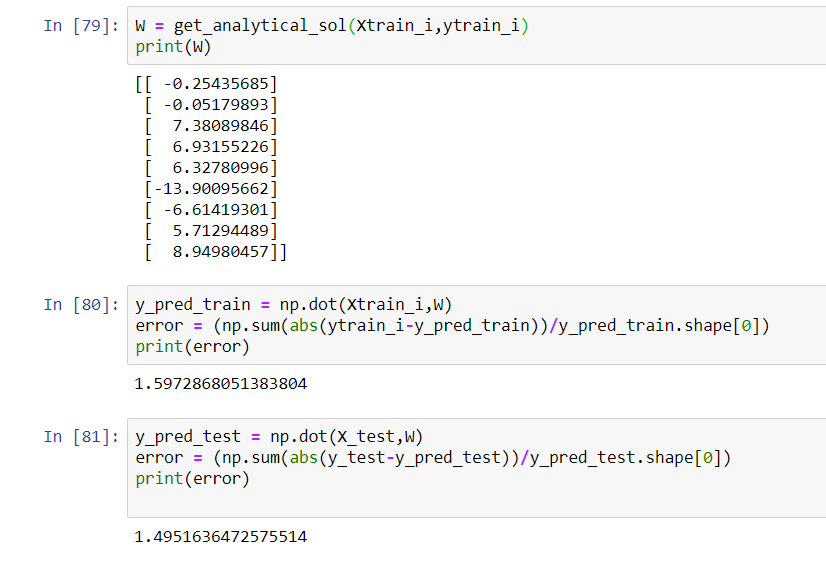 In [79]: W = get_analytical_sol(Xtrain_i,ytrain_i)
print(W)
[[ -0.25435685]
[ -0.05179893]
[ 7.38089846]
[ 6.93155226]
[ 6.32780996]
[-13.90095662]
[ -6.61419301]
[ 5.71294489]
[ 8.94980457]]
In [80]: y_pred_train = np.dot(Xtrain_i,W)
error = (np.sum(abs(ytrain_i-y_pred_train))/y_pred_train.shape[0])
print(error)
1.5972868051383804
In [81]: y_pred_test = np.dot(X_test,W)
error = (np.sum(abs(y_test-y_pred_test))/y_pred_test.shape[0])
print(error)
1.4951636472575514